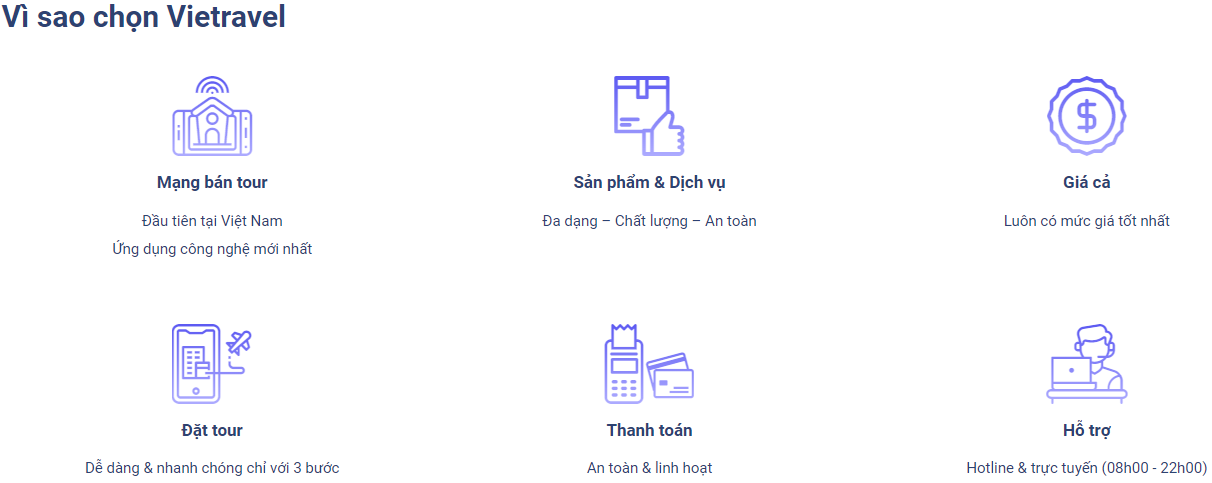 Vì sao chọn Vietravel
Mạng bán tour
Đầu tiên tại Việt Nam
Ứng dụng công nghệ mới nhất
Sản phẩm & Dịch vụ
Đa dạng – Chất lượng – An toàn
Giá cả
Luôn có mức giá tốt nhất
Đặt tour
Dễ dàng & nhanh chóng chỉ với 3 bước
Thanh toán
An toàn & linh hoạt
Hỗ trợ
Hotline & trực tuyến (08h00 - 22h00)